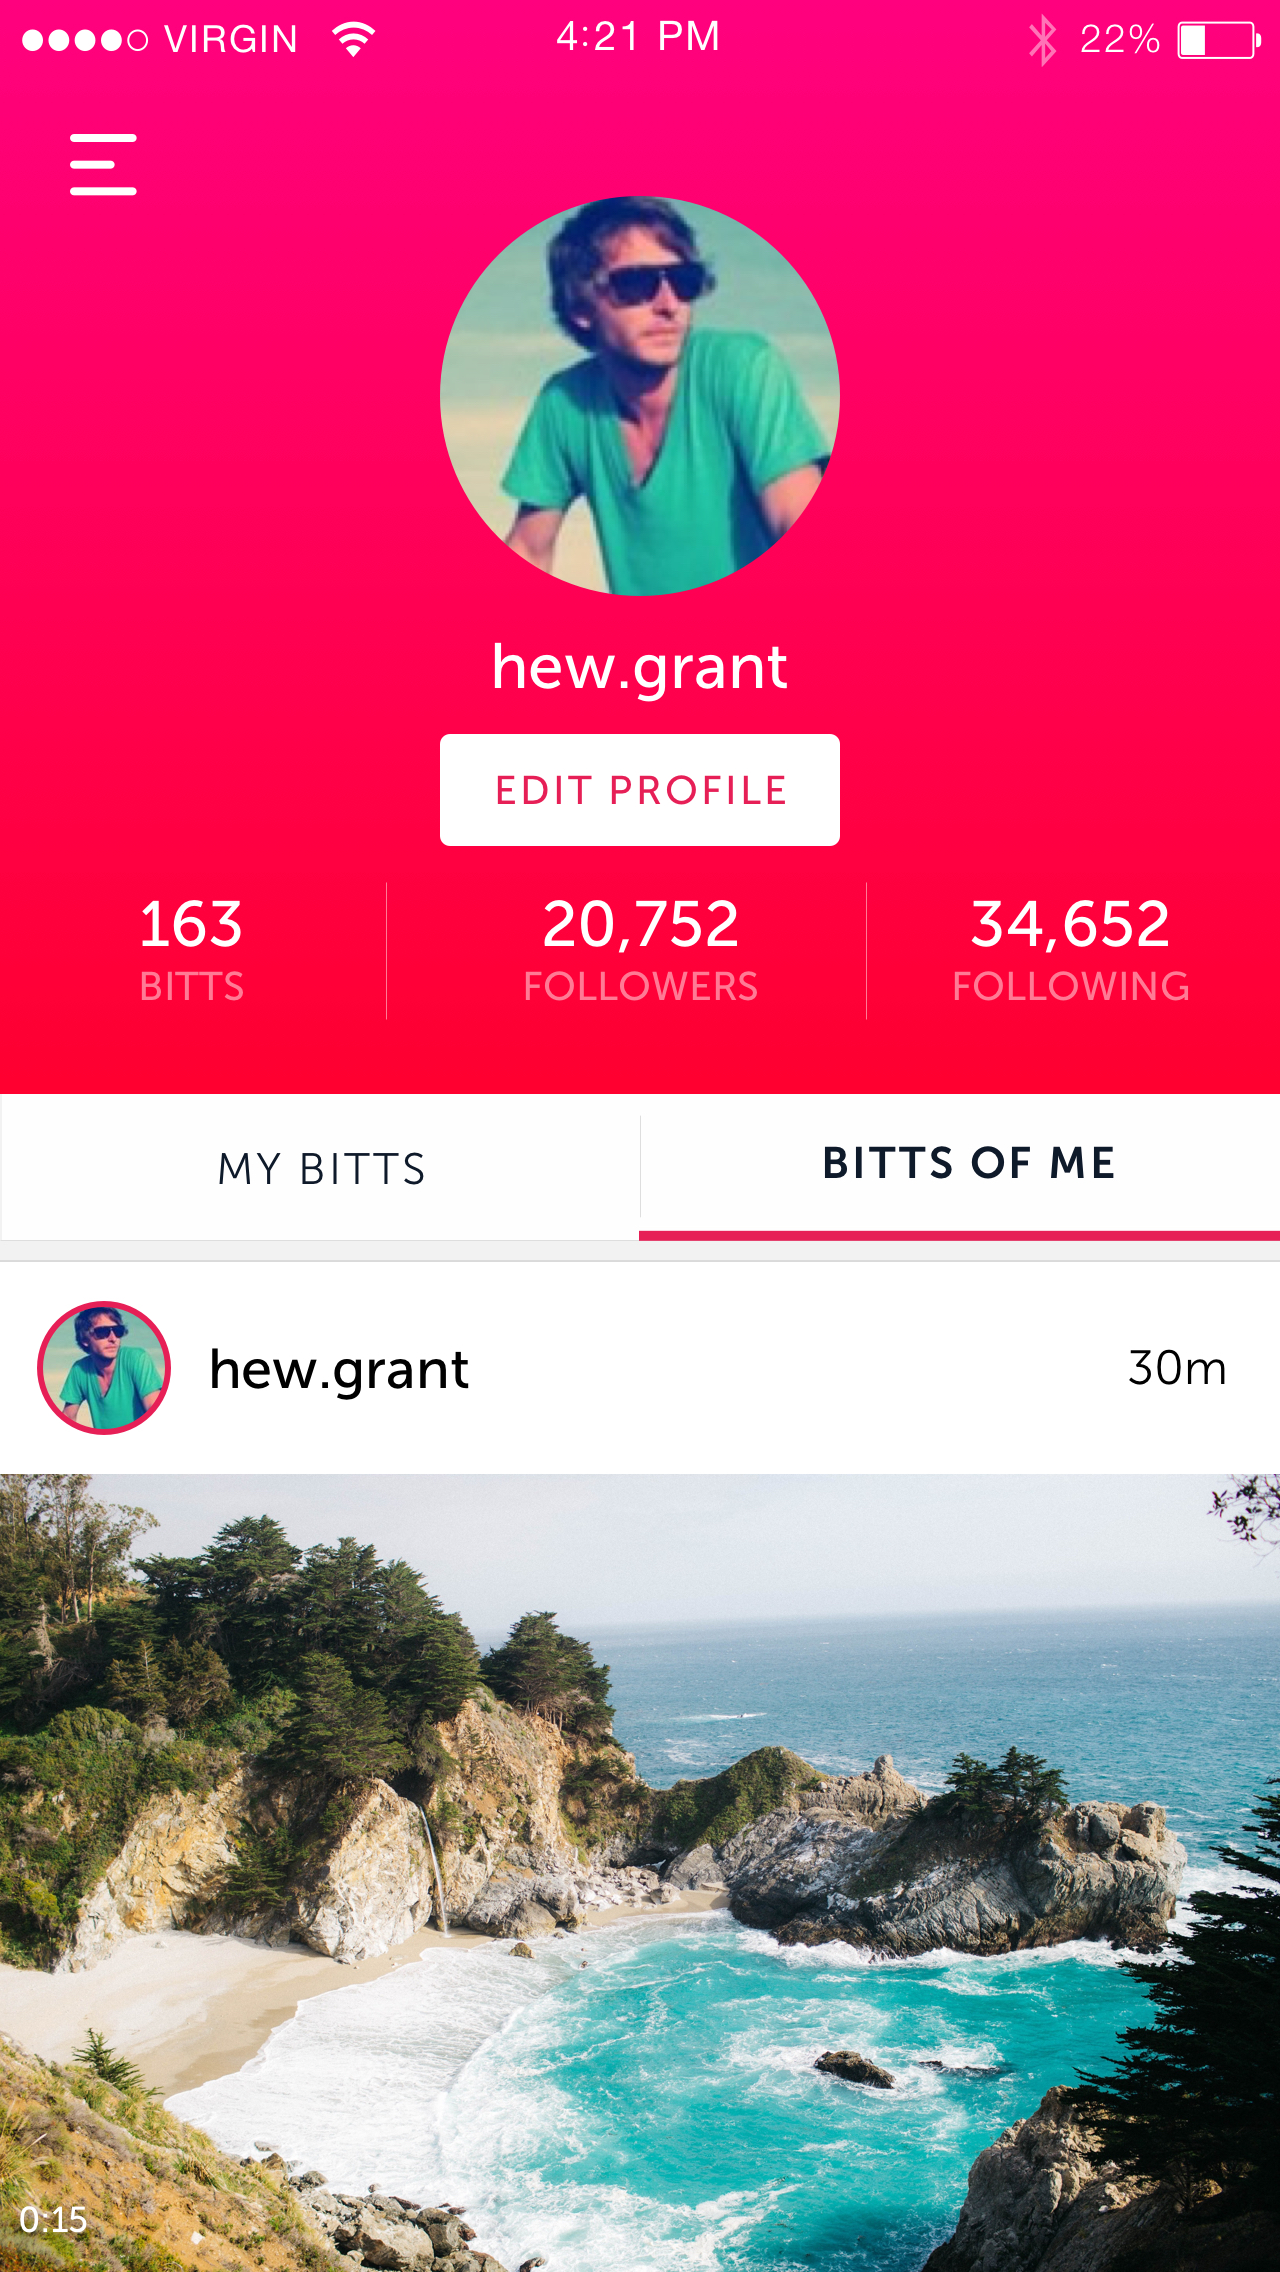 VIRGIN 4:21 PM 22%
hew.grant
EDIT PROFILE
163 20,752 34,652
BITTS FOLLOWERS FOLLOWING
MY BITTS BITTS OF ME
hew.grant 30m
0:15